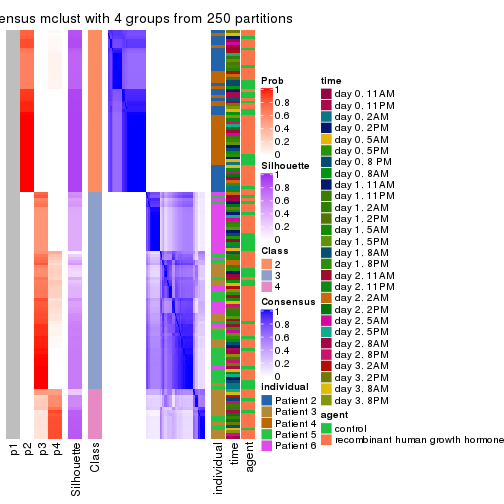 ensus mclust with 4 groups from 250 partitions
p1
p2
p3
p4
Silhouette
Class
individual
time
agent
Prob
1
0.8
0.6
0.4
0.2
0
Silhouette
1
0.8
0.6
0.4
0.2
0
Class
2
3
4
Consensus
1
0.8
0.6
0.4
0.2
0
individual
Patient 2
Patient 3
Patient 4
Patient 5
Patient 6
time
day 0. 11AM
day 0. 11PM
day 0. 2AM
day 0. 2PM
day 0. 5AM
day 0. 5PM
day 0. 8 PM
day 0. 8AM
day 1. 11AM
day 1. 11PM
day 1. 2AM
day 1. 2PM
day 1. 5AM
day 1. 5PM
day 1. 8AM
day 1. 8PM
day 2. 11AM
day 2. 11PM
day 2. 2AM
day 2. 2PM
day 2. 5AM
day 2. 5PM
day 2. 8AM
day 2. 8PM
day 3. 2AM
day 3. 2PM
day 3. 8AM
day 3. 8PM
agent
control
recombinant human growth hormone